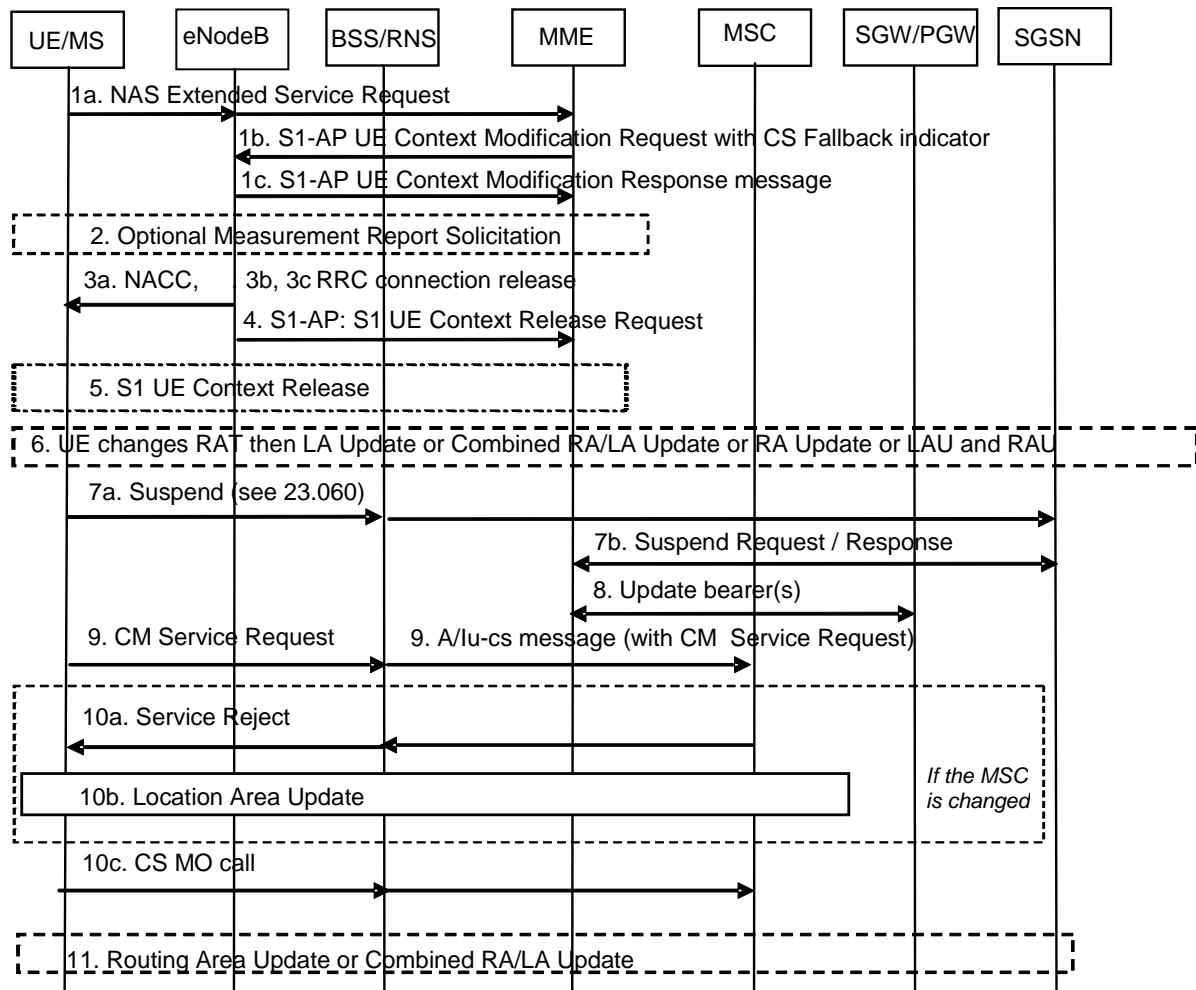 UE/MS
eNodeB
BSS/RNS
MME
MSC
SGW/PGW
SGSN
1a. NAS Extended Service Request
1b. S1-AP UE Context Modification Request with CS Fallback indicator
1c. S1-AP UE Context Modification Response message
2. Optional Measurement Report Solicitation
3a. NACC, . 3b, 3c RRC connection release
4. S1-AP: S1 UE Context Release Request
5. S1 UE Context Release
6. UE changes RAT then LA Update or Combined RA/LA Update or RA Update or LAU and RAU
7a. Suspend (see 23.060)
7b. Suspend Request / Response
8. Update bearer(s)
9. CM Service Request
9. A/Iu-cs message (with CM Service Request)
10a. Service Reject
If the MSC
is changed
10b. Location Area Update
10c. CS MO call
11. Routing Area Update or Combined RA/LA Update